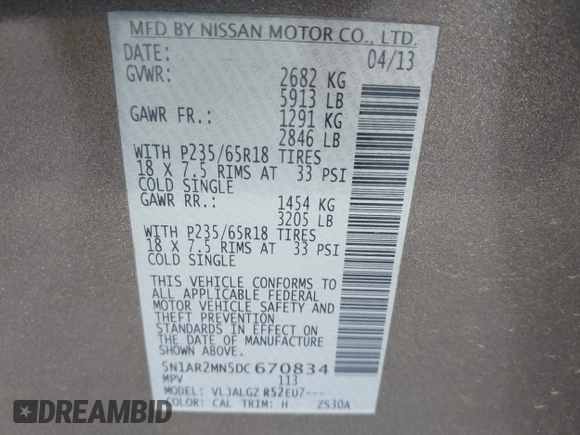 MFD BY NISSAN MOTOR CO., LTD.
DATE: 04/13
GVWR: 2682 KG
5913 LB
GAWR FR.: 1291 KG
2846 LB
WITH P235/65R18 TIRES
18 X 7.5 RIMS AT 33 PSI
COLD SINGLE
GAWR RR.: 1454 KG
3205 LB
WITH P235/65R18 TIRES
18 X 7.5 RIMS AT 33 PSI
COLD SINGLE
THIS VEHICLE CONFORMS TO
ALL APPLICABLE FEDERAL
MOTOR VEHICLE SAFETY AND
THEFT PREVENTION
STANDARDS IN EFFECT ON
THE DATE OF MANUFACTURE
SHOWN ABOVE.
5N1AR2MN5DC670834
MPV 113
MODEL: VLJALGZ R52EU7---
COLOR: CAL TRIM: H ZS30A
AUTOBIDCAR